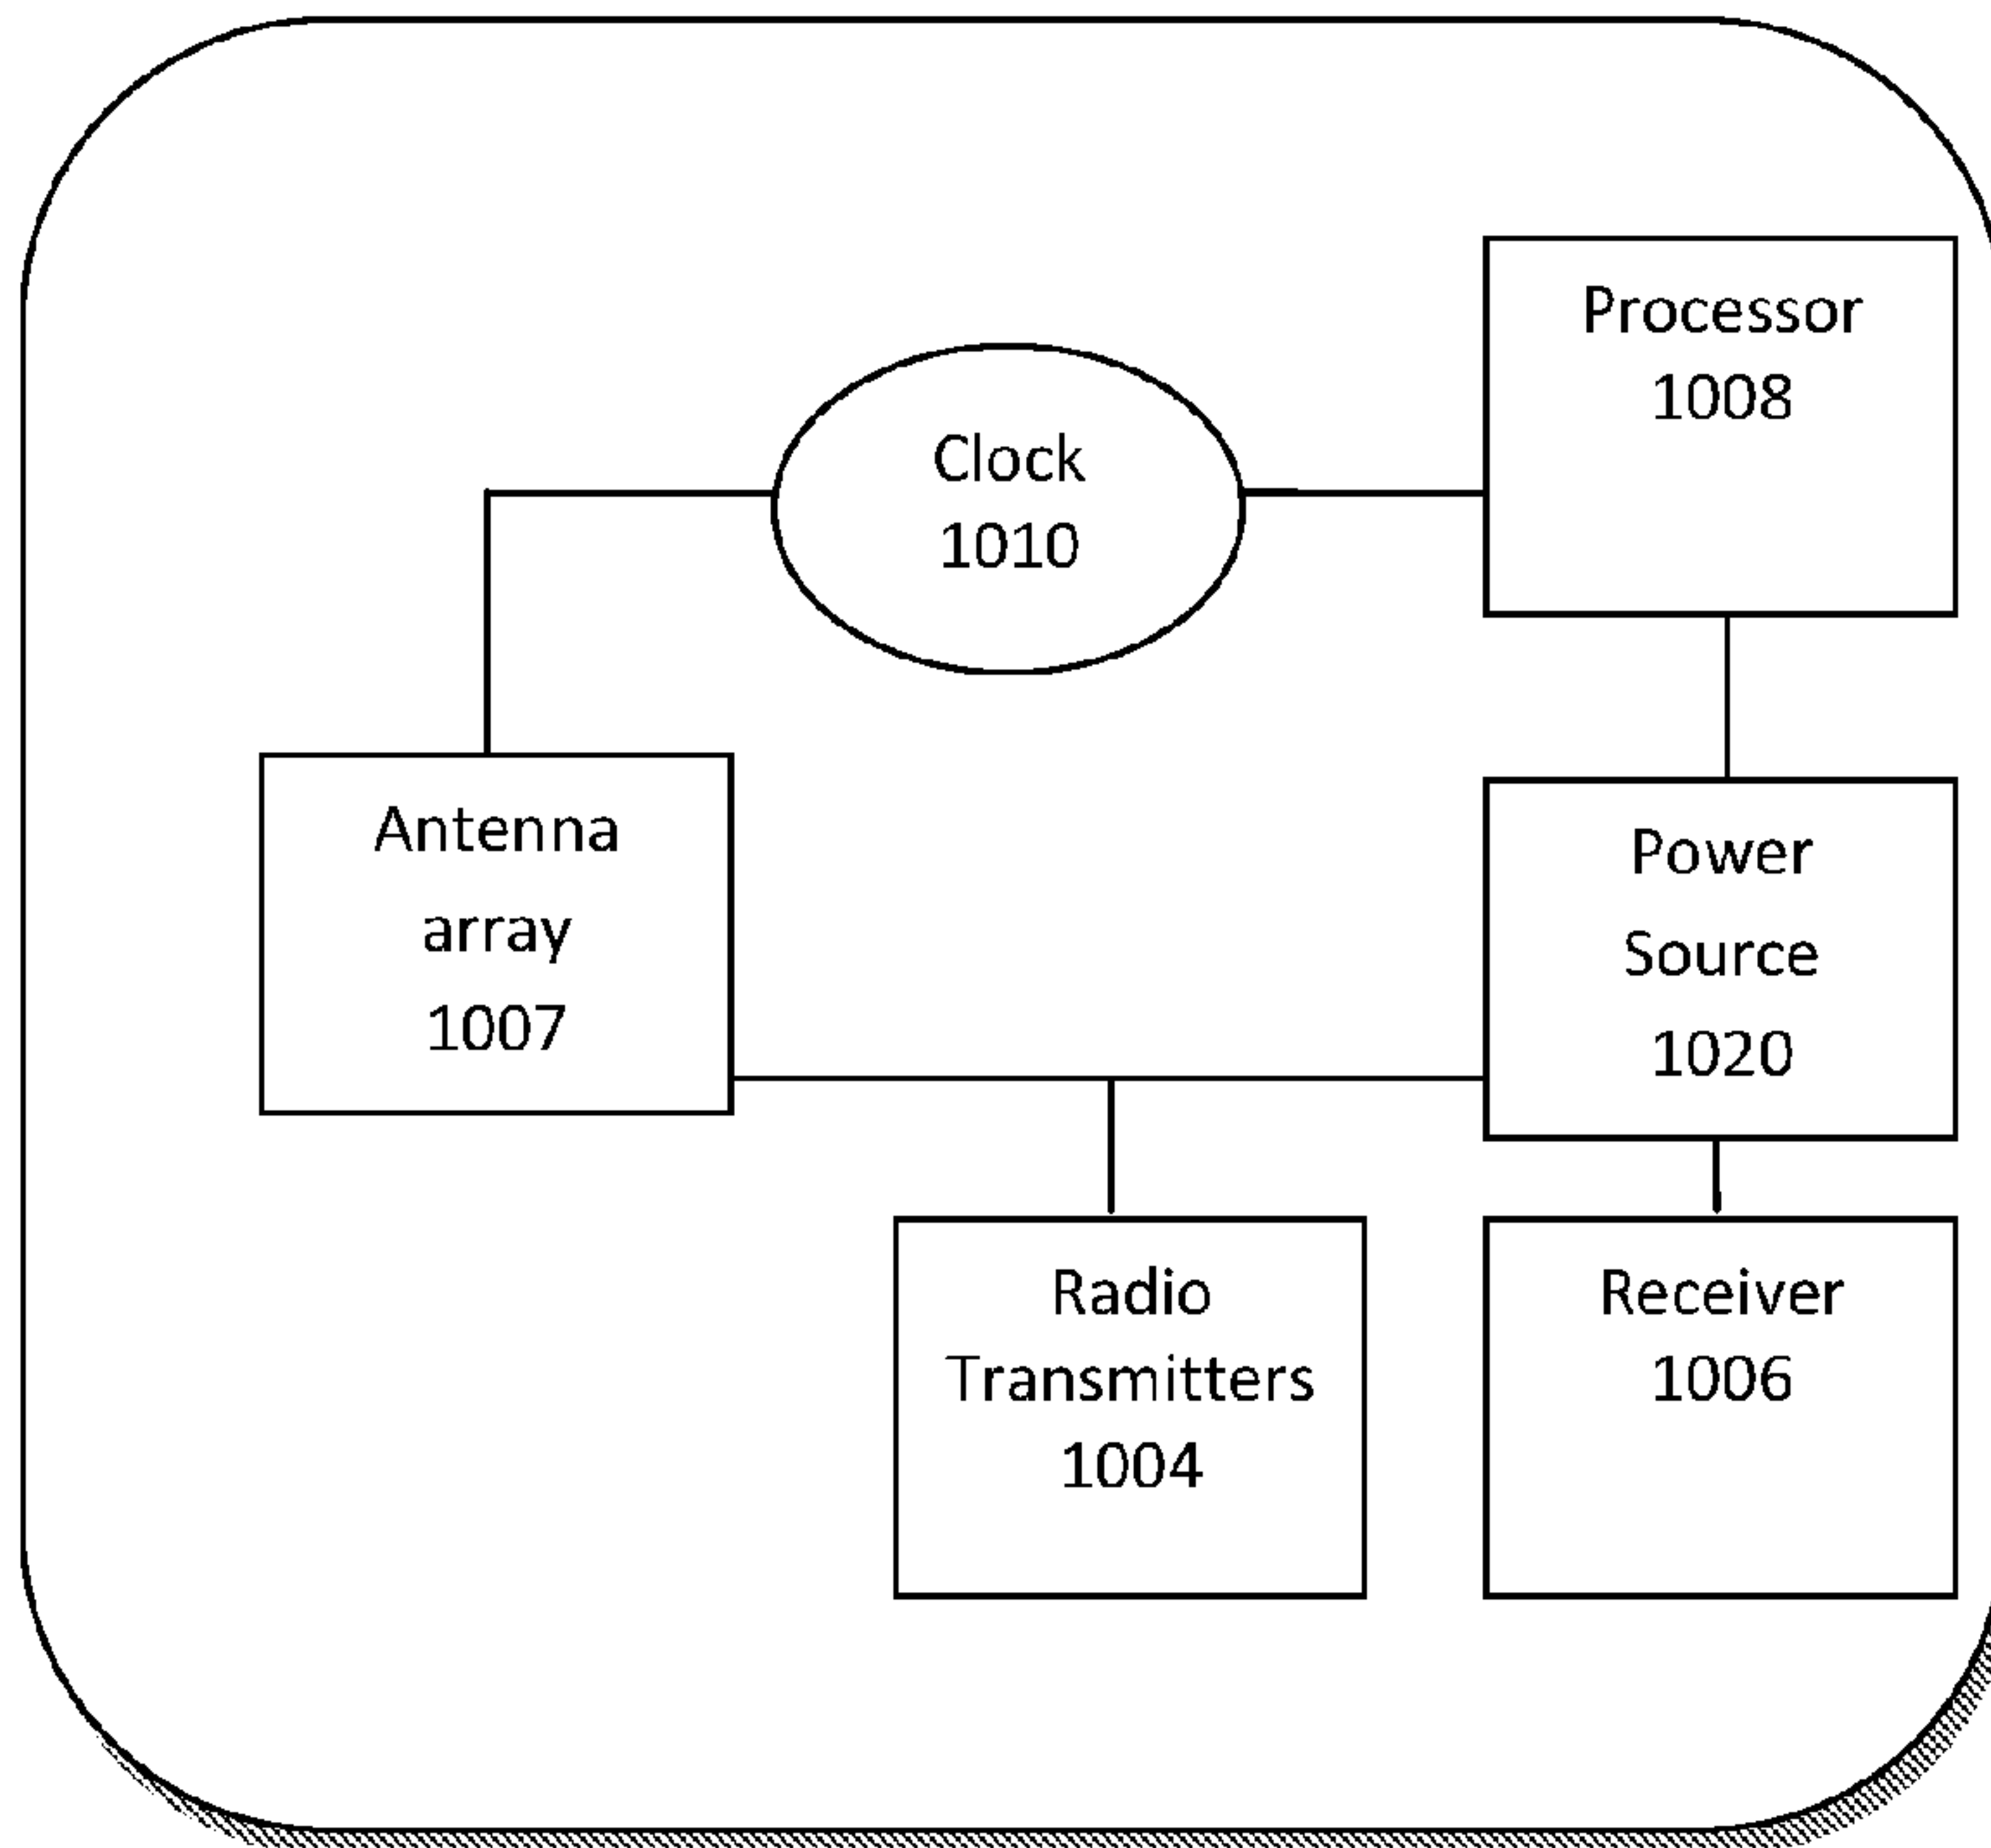 Processor
1008
Clock
1010
Antenna
array
1007
Power
Source
1020
Radio
Transmitters
1004
Receiver
1006